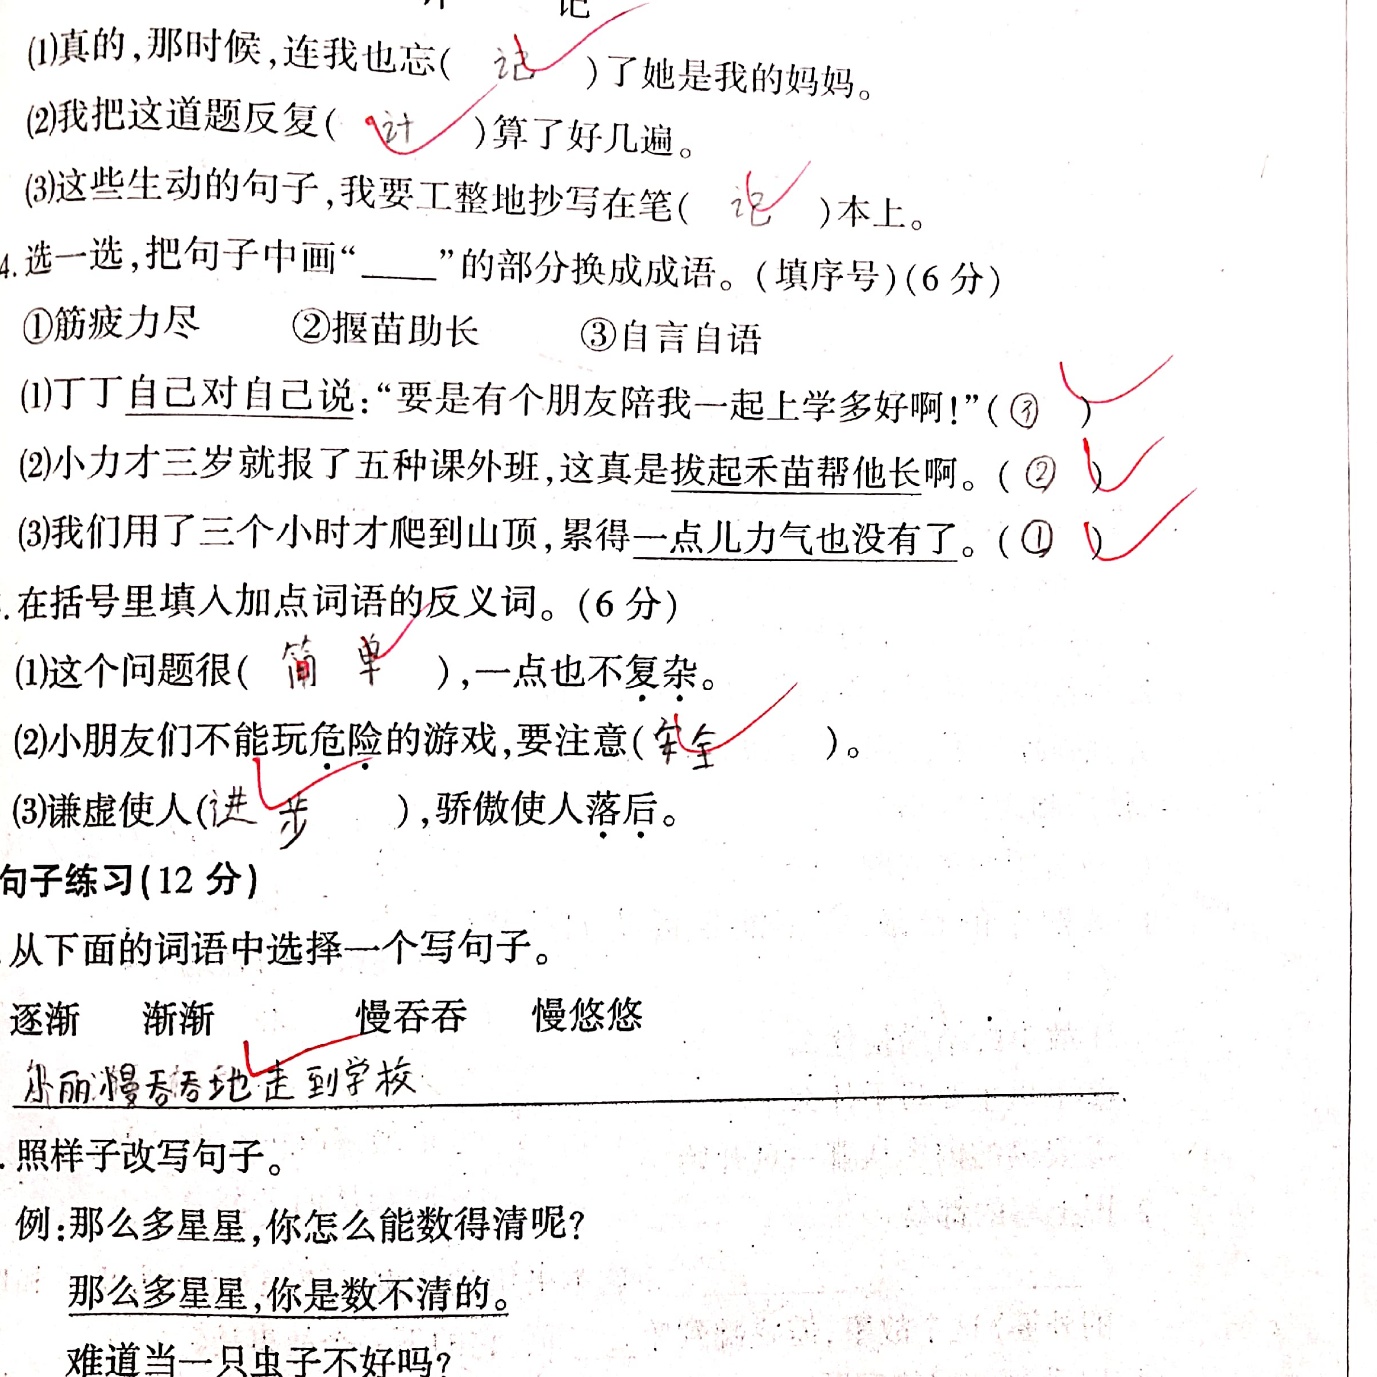 计 记
⑴真的,那时候,连我也忘( 记 )了她是我的妈妈。
⑵我把这道题反复( 计 )算了好几遍。
⑶这些生动的句子,我要工整地抄写在笔( 记 )本上。
4.选一选,把句子中画“____”的部分换成成语。(填序号)(6 分)
①筋疲力尽 ②揠苗助长 ③自言自语
⑴丁丁自己对自己说:“要是有个朋友陪我一起上学多好啊!”( ③ )
⑵小力才三岁就报了五种课外班,这真是拔起禾苗帮他长啊。( ② )
⑶我们用了三个小时才爬到山顶,累得一点儿力气也没有了。( ① )
.在括号里填入加点词语的反义词。(6 分)
⑴这个问题很( 简 单 ),一点也不复杂。
⑵小朋友们不能玩危险的游戏,要注意( 安全 )。
⑶谦虚使人( 进 步 ),骄傲使人落后。
句子练习(12 分)
.从下面的词语中选择一个写句子。
逐渐 渐渐 慢吞吞 慢悠悠
小丽慢吞吞地走到学校
.照样子改写句子。
例:那么多星星,你怎么能数得清呢?
那么多星星,你是数不清的。
难道当一只虫子不好吗?